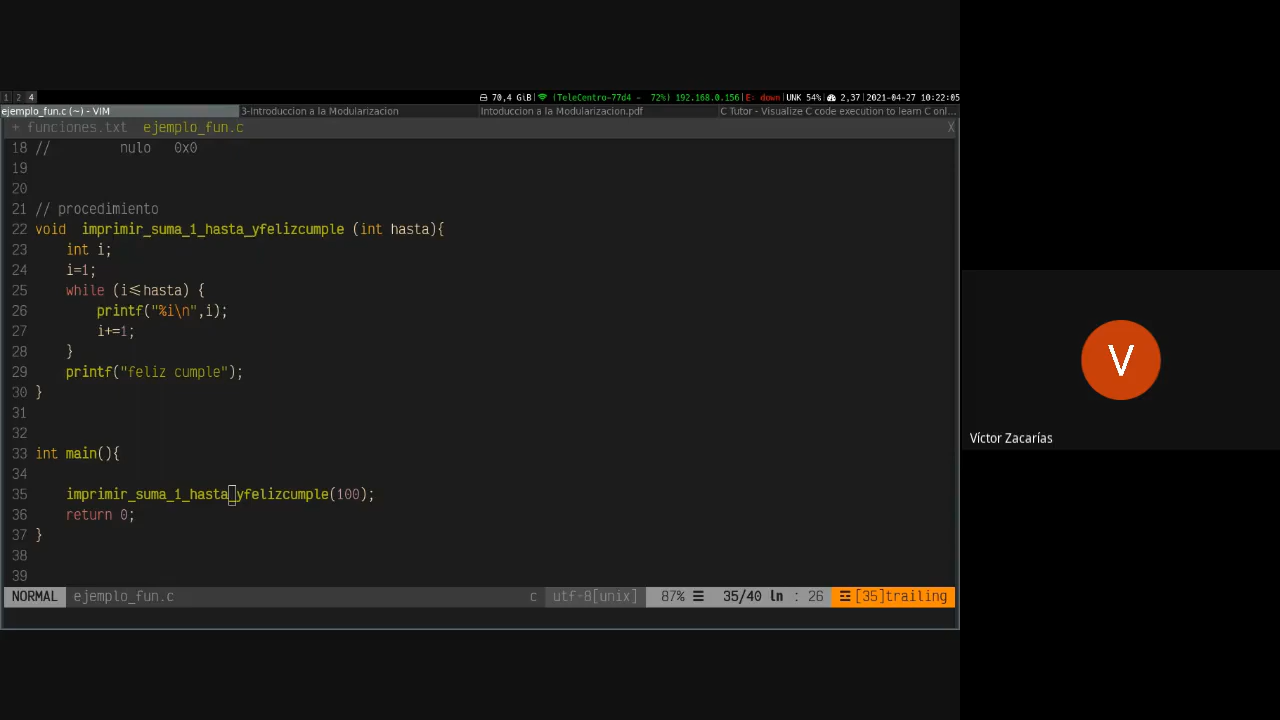 1 2 4 70,4 GiB| (TeleCentro-77d4 - 72%) 192.168.0.156|E: down|UNK 54%| 2,37|2021-04-27 10:22:05
ejemplo_fun.c (~) - VIM 3-Introduccion a la Modularizacion Intoduccion a la Modularizacion.pdf C Tutor - Visualize C code execution to learn C onl...
+ funciones.txt ejemplo_fun.c X
18 // nulo 0x0
19
20
21 // procedimiento
22 void imprimir_suma_1_hasta_yfelizcumple (int hasta){
23 int i;
24 i=1;
25 while (i<=hasta) {
26 printf("%i\n",i);
27 i+=1;
28 }
29 printf("feliz cumple");
30 }
31
32
33 int main(){
34
35 imprimir_suma_1_hasta_yfelizcumple(100);
36 return 0;
37 }
38
39
NORMAL ejemplo_fun.c c utf-8[unix] 87% ☰ 35/40 ln : 26 [35]trailing
V
Víctor Zacarías